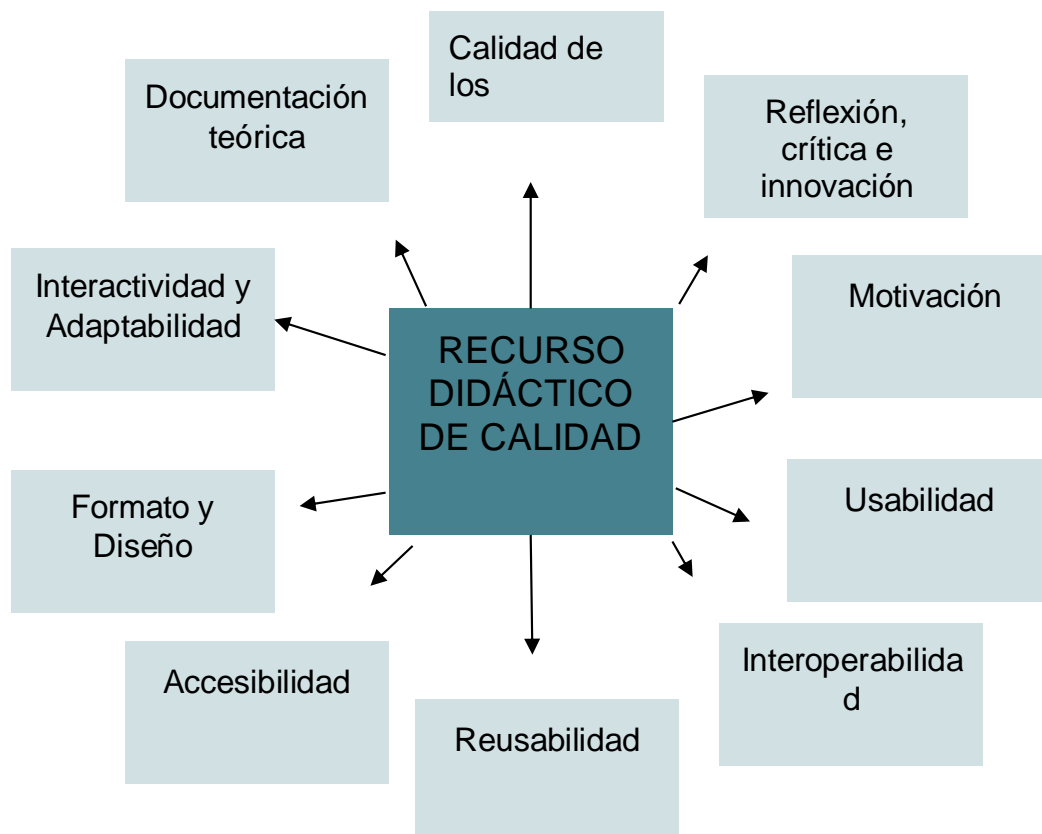 Calidad de
los
Documentación
teórica
Reflexión,
crítica e
innovación
Interactividad y
Adaptabilidad
Motivación
RECURSO
DIDÁCTICO
DE CALIDAD
Formato y
Diseño
Usabilidad
Accesibilidad
Interoperabilida
d
Reusabilidad